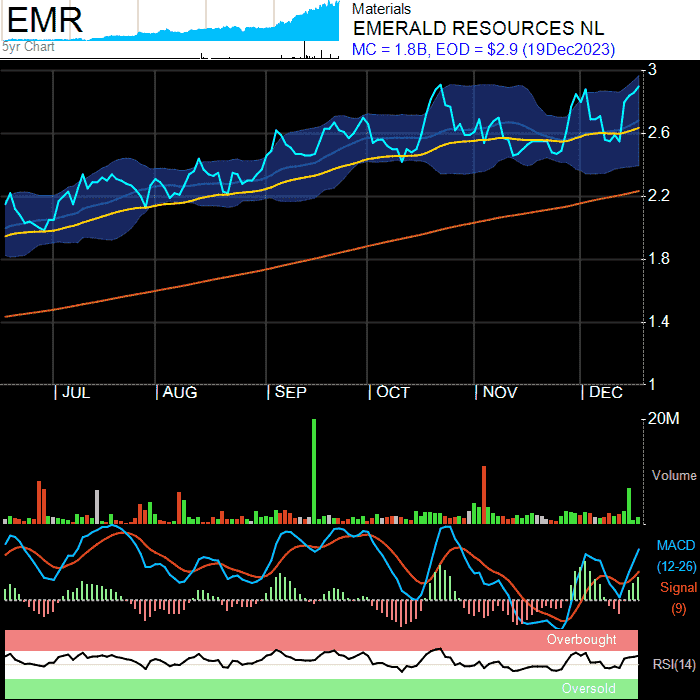 EMR
5yr Chart
Materials
EMERALD RESOURCES NL
MC = 1.8B, EOD = $2.9 (19Dec2023)
3
2.6
2.2
1.8
1.4
1
JUL AUG SEP OCT NOV DEC
20M
Volume
MACD
(12-26)
Signal
(9)
Overbought
RSI(14)
Oversold